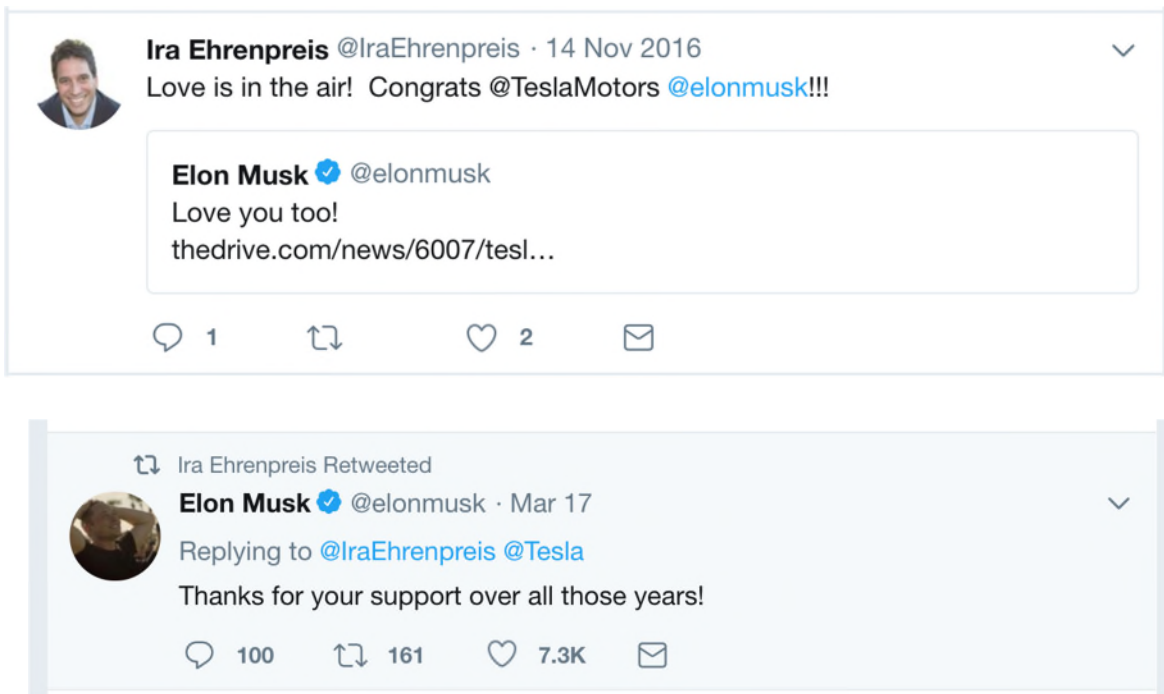 Ira Ehrenpreis @IraEhrenpreis · 14 Nov 2016
Love is in the air!  Congrats @TeslaMotors @elonmusk!!!
Elon Musk @elonmusk
Love you too!
thedrive.com/news/6007/tesl...
1 2
Ira Ehrenpreis Retweeted
Elon Musk @elonmusk · Mar 17
Replying to @IraEhrenpreis @Tesla
Thanks for your support over all those years!
100 161 7.3K